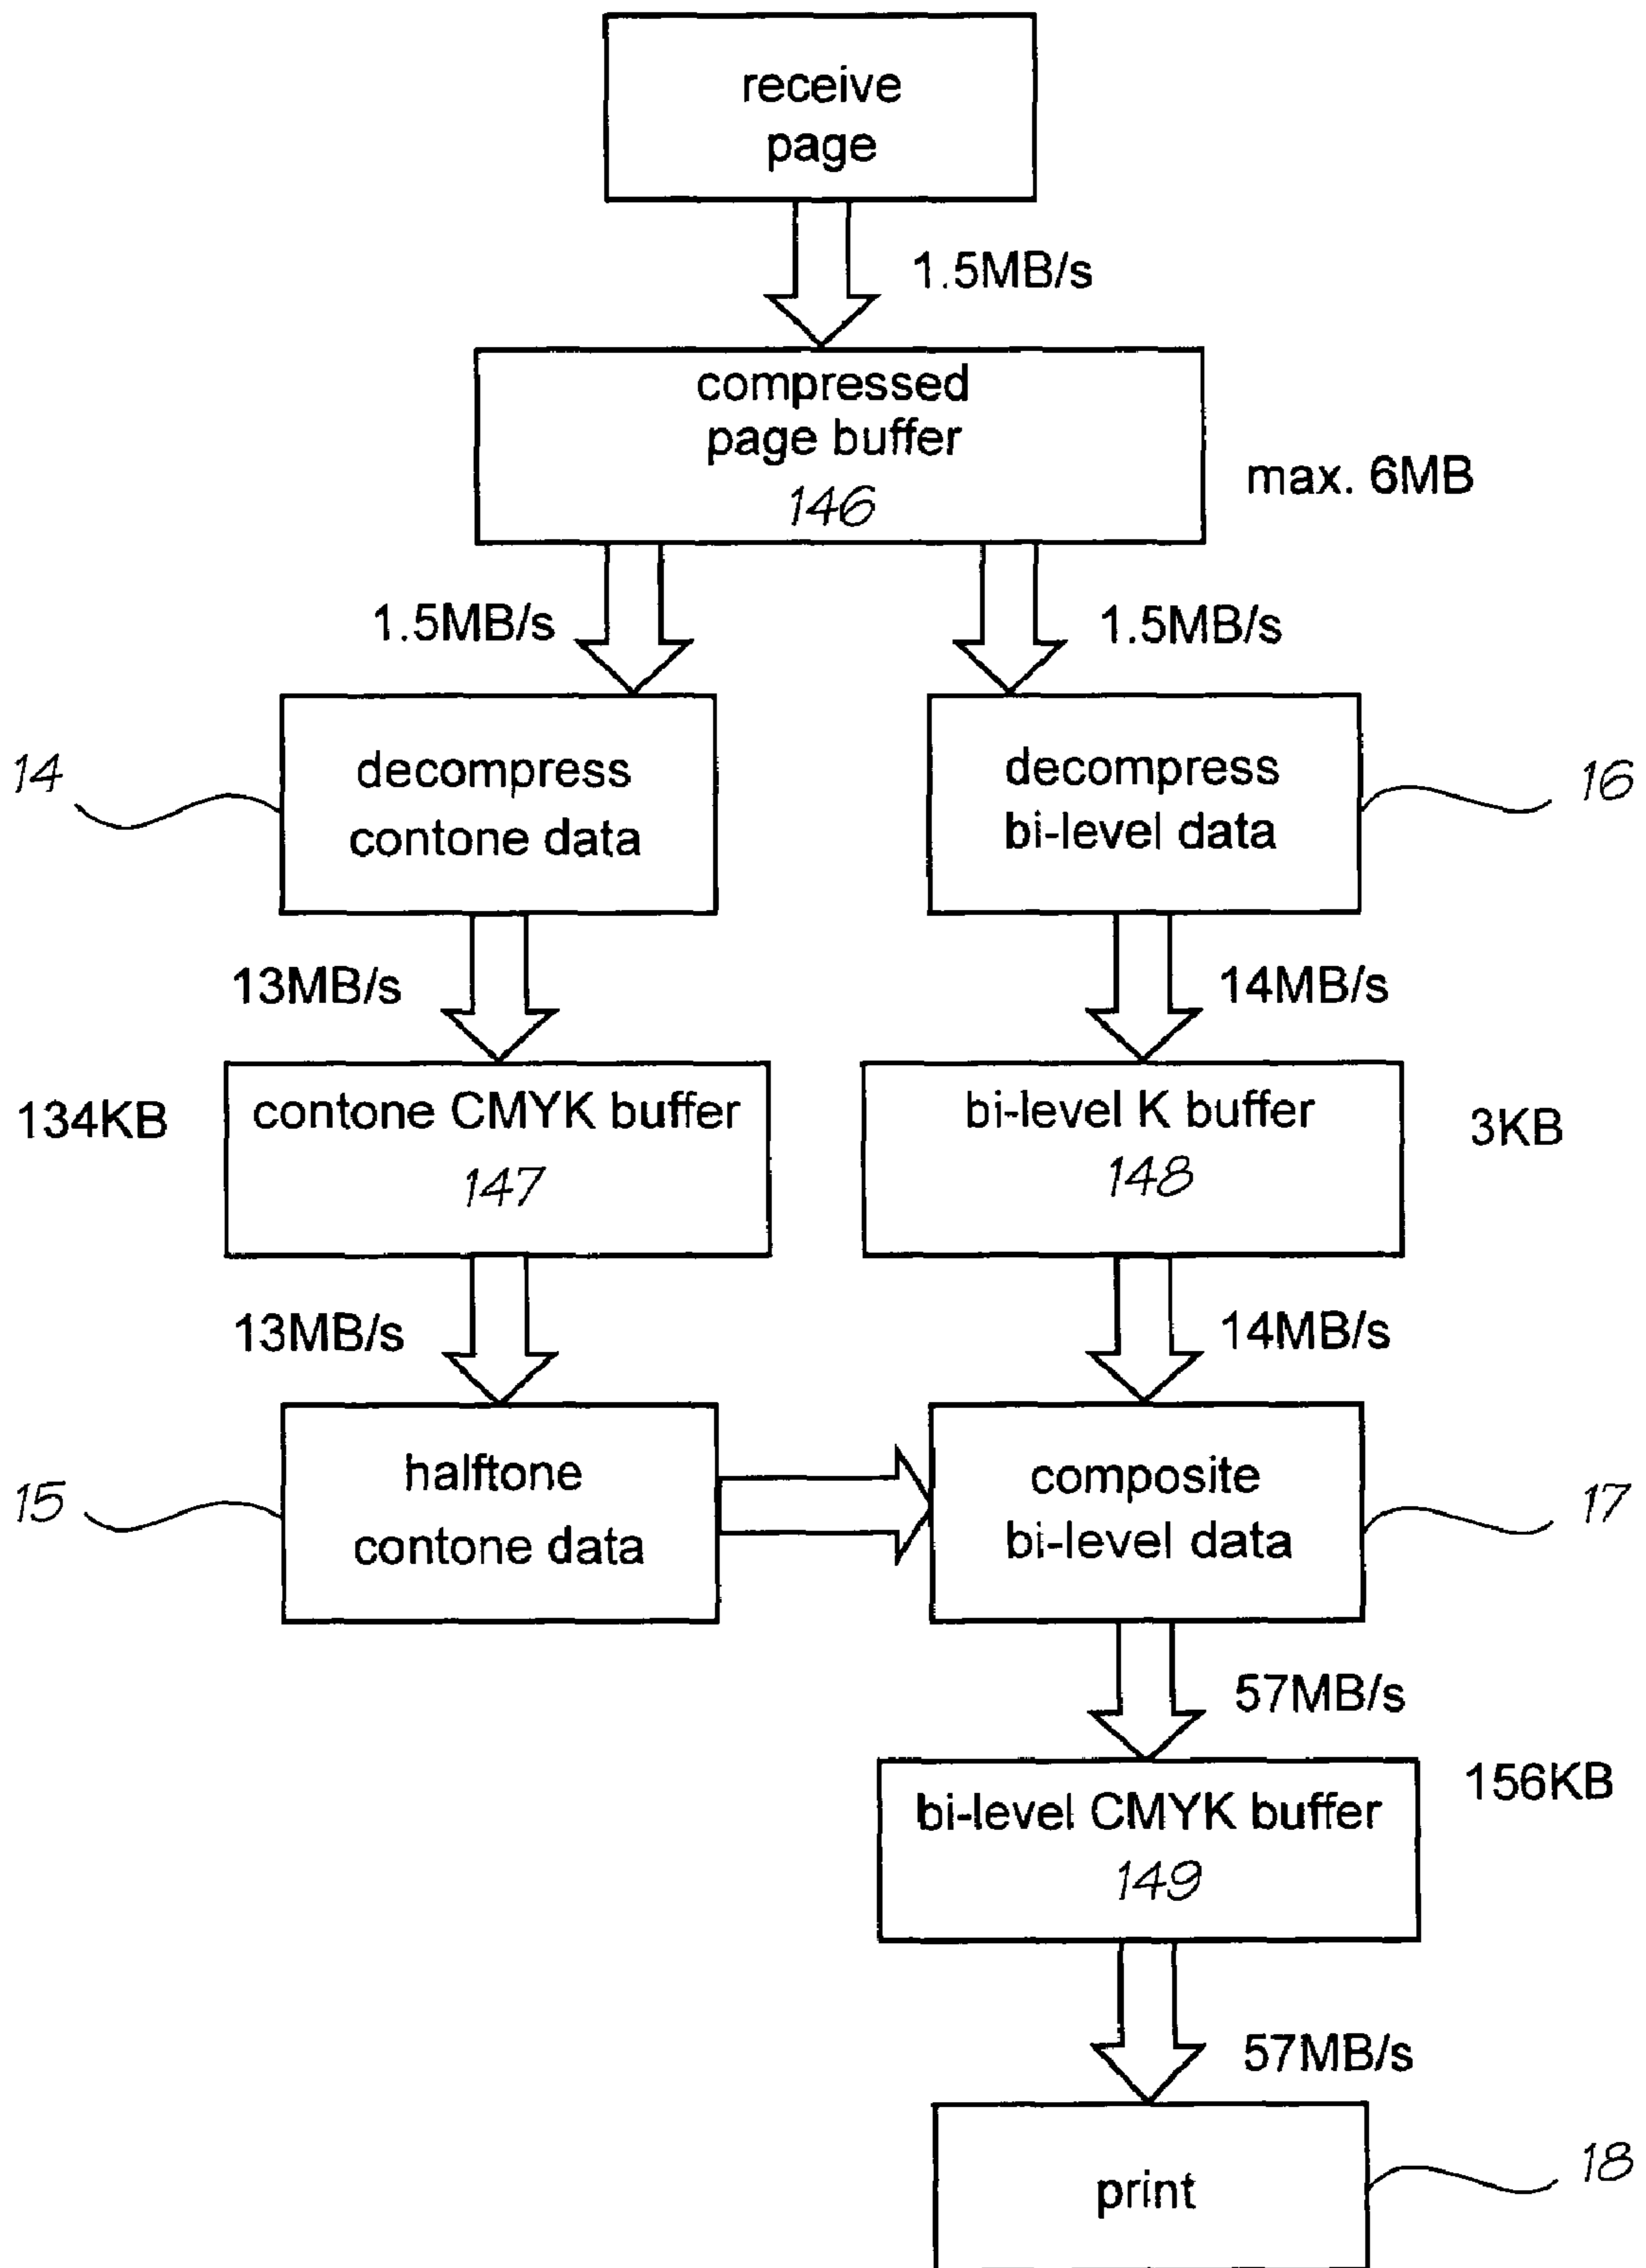 receive
page
1.5MB/s
compressed
page buffer
146
max. 6MB
1.5MB/s
1.5MB/s
14
decompress
contone data
decompress
bi-level data
16
13MB/s
14MB/s
134KB
contone CMYK buffer
147
bi-level K buffer
148
3KB
13MB/s
14MB/s
15
halftone
contone data
composite
bi-level data
17
57MB/s
156KB
bi-level CMYK buffer
149
57MB/s
print
18